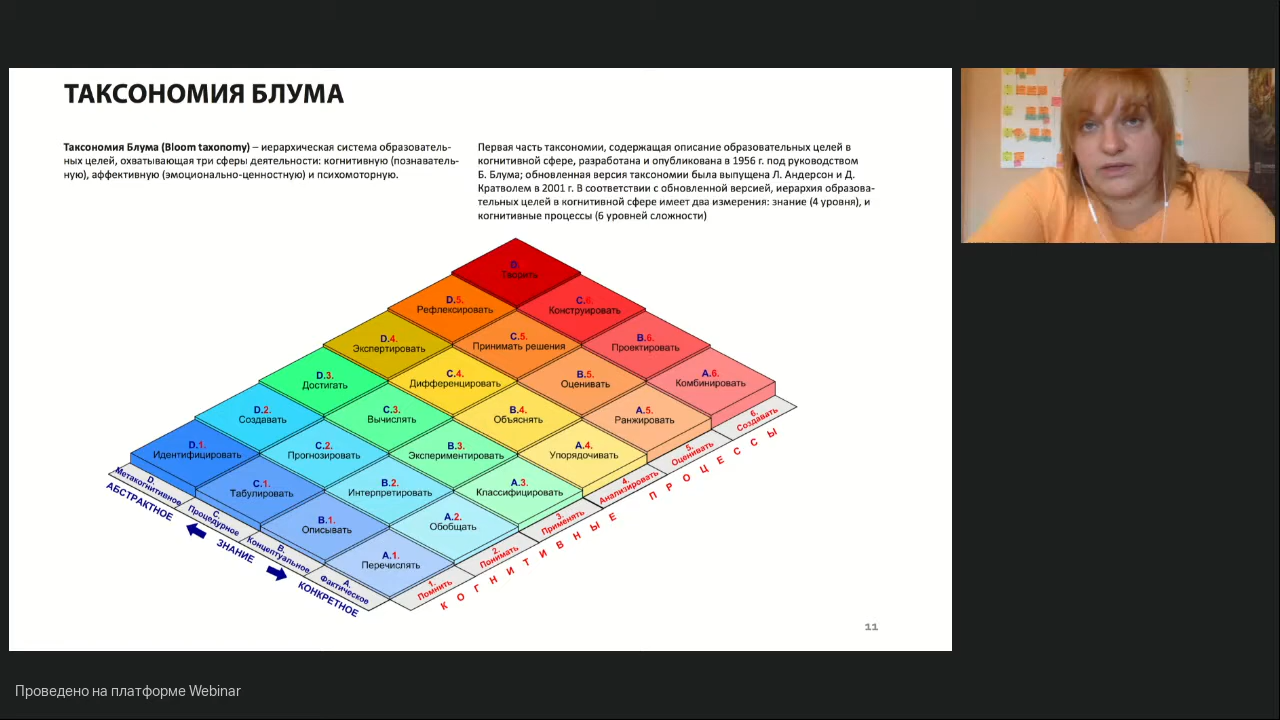 ТАКСОНОМИЯ БЛУМА
Таксономия Блума (Bloom taxonomy) – иерархическая система образователь-
ных целей, охватывающая три сферы деятельности: когнитивную (познаватель-
ную), аффективную (эмоционально-ценностную) и психомоторную.
Первая часть таксономии, содержащая описание образовательных целей в
когнитивной сфере, разработана и опубликована в 1956 г. под руководством
Б. Блума; обновленная версия таксономии была выпущена Л. Андерсон и Д.
Кратволем в 2001 г. В соответствии с обновленной версией, иерархия образова-
тельных целей в когнитивной сфере имеет два измерения: знание (4 уровня), и
когнитивные процессы (6 уровней сложности)
Творить
D.5.
Рефлексировать
C.6.
Конструировать
D.4.
Экспертировать
C.5.
Принимать решения
B.6.
Проектировать
D.3.
Достигать
C.4.
Дифференцировать
B.5.
Оценивать
A.6.
Комбинировать
D.2.
Создавать
C.3.
Вычислять
B.4.
Объяснять
A.5.
Ранжировать
D.1.
Идентифицировать
C.2.
Прогнозировать
B.3.
Экспериментировать
A.4.
Упорядочивать
C.1.
Табулировать
B.2.
Интерпретировать
A.3.
Классифицировать
B.1.
Описывать
A.2.
Обобщать
A.1.
Перечислять
D.
Метакогнитивное
C.
Процедурное
B.
Концептуальное
A.
Фактическое
АБСТРАКТНОЕ
ЗНАНИЕ
КОНКРЕТНОЕ
1.
Помнить
2.
Понимать
3.
Применять
4.
Анализировать
5.
Оценивать
6.
Создавать
КОГНИТИВНЫЕ ПРОЦЕССЫ
11
Проведено на платформе Webinar